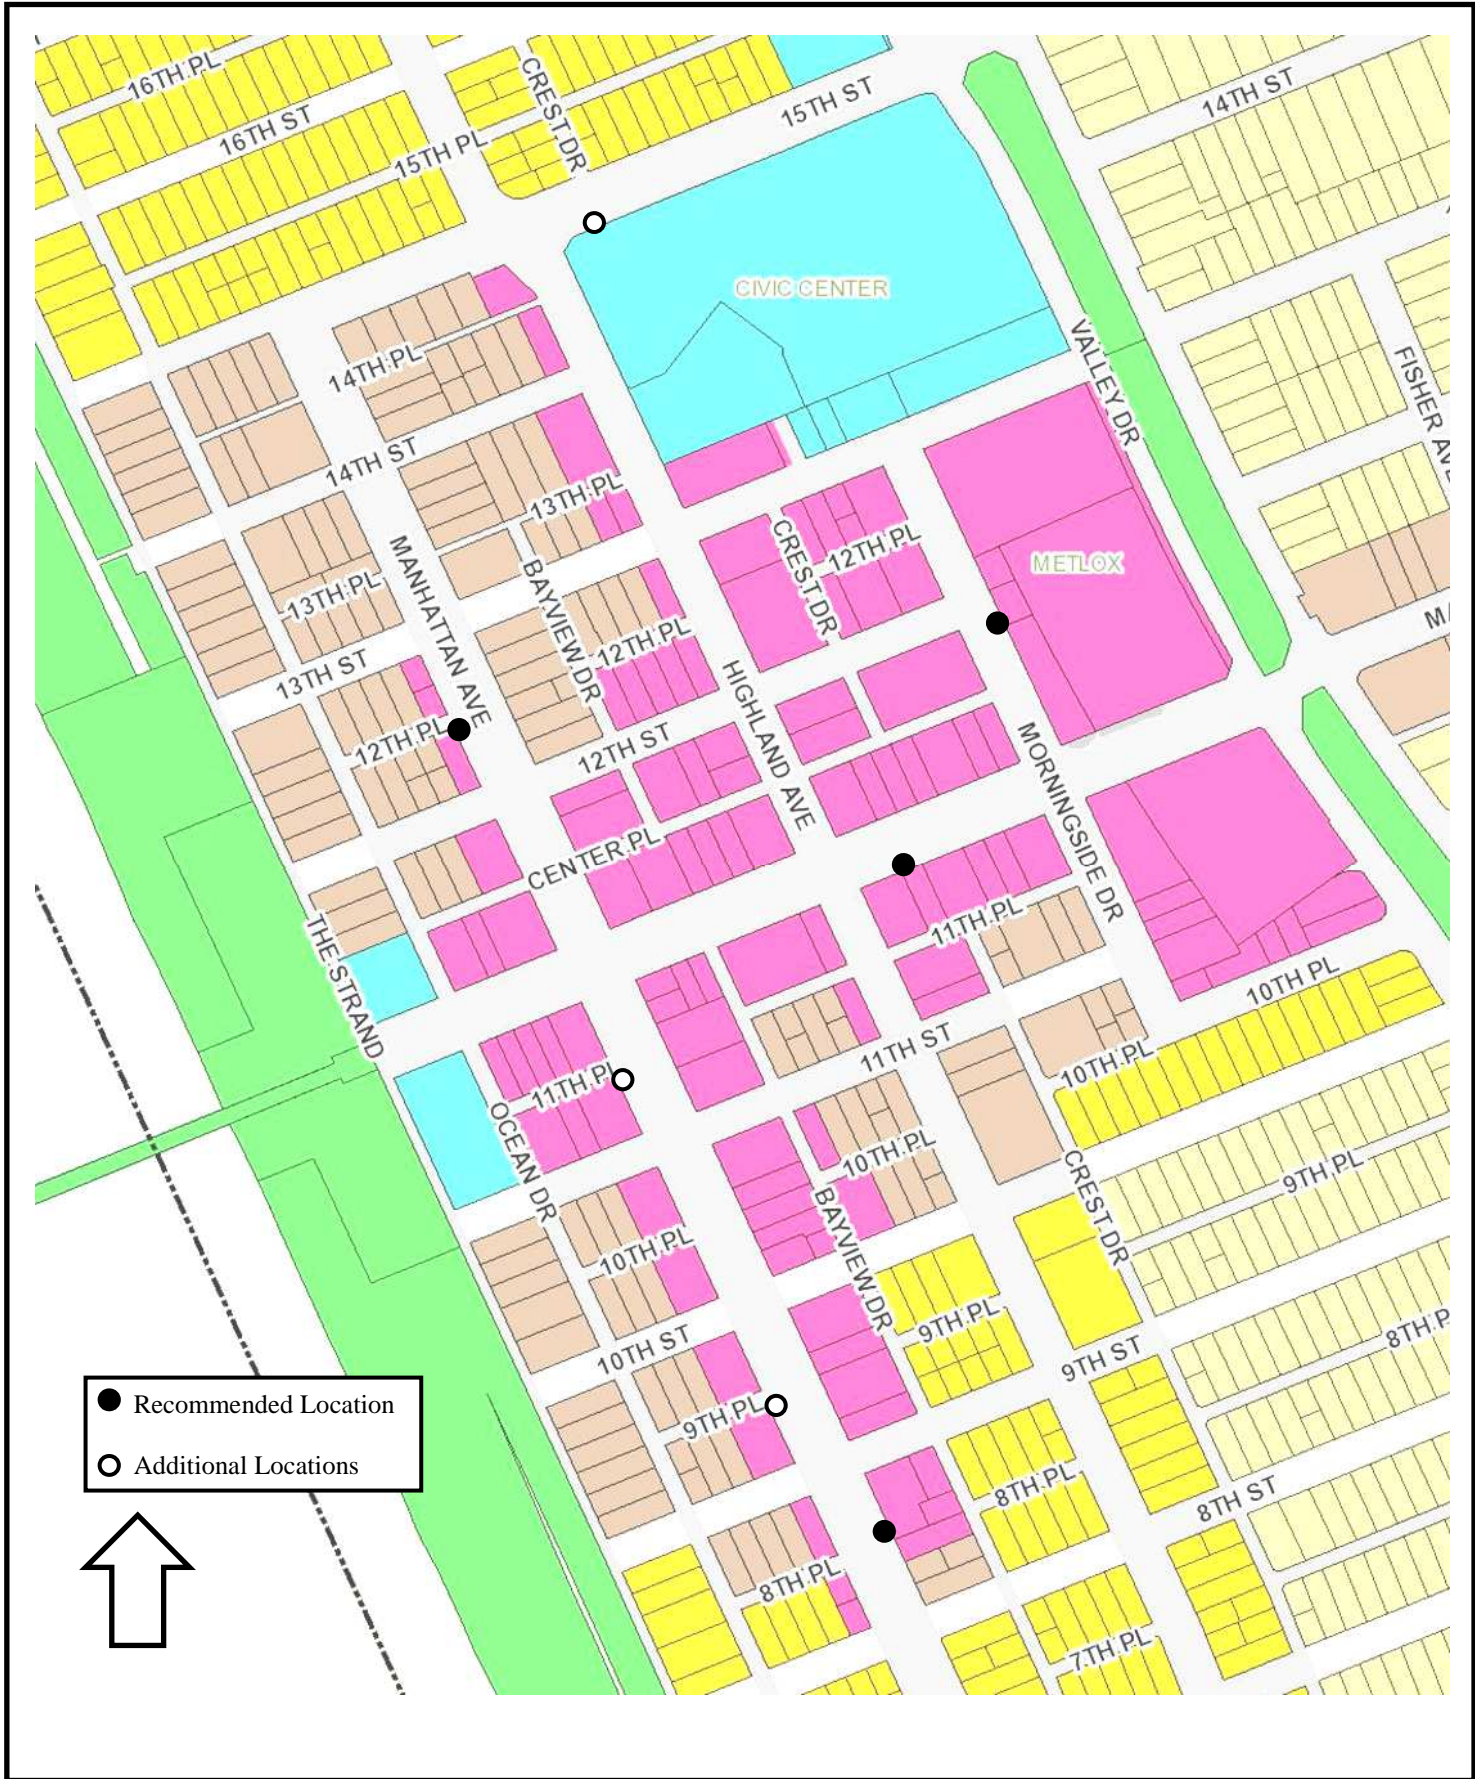 16TH PL
CREST DR
15TH ST
14TH ST
16TH ST
15TH PL
CIVIC CENTER
VALLEY DR
FISHER AVE
14TH PL
14TH ST
13TH PL
CREST DR
12TH PL
METLOX
MANHATTAN AVE
BAYVIEW DR
13TH PL
MA
12TH PL
13TH ST
HIGHLAND AVE
12TH PL
12TH ST
MORNINGSIDE DR
CENTER PL
11TH PL
THE STRAND
10TH PL
11TH ST
10TH PL
11TH PL
OCEAN DR
10TH PL
CREST DR
9TH PL
BAYVIEW DR
10TH PL
9TH PL
8TH P
10TH ST
9TH ST
Recommended Location
9TH PL
Additional Locations
8TH PL
8TH ST
8TH PL
7TH PL